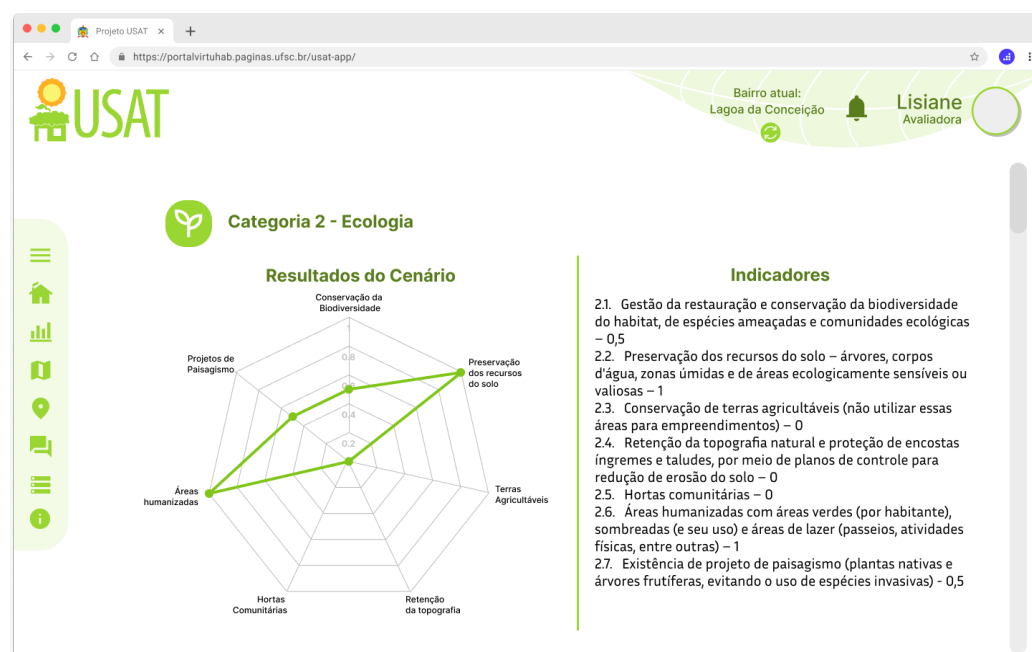 Projeto USAT
https://portalvirtuhab.paginas.ufsc.br/usat-app/
USAT
Bairro atual:
Lagoa da Conceição
Lisiane
Avaliadora
Categoria 2 - Ecologia
Resultados do Cenário
Conservação da
Biodiversidade
Projetos de
Paisagismo
Preservação
dos recursos
do solo
1
0.8
0.6
0.4
0.2
Áreas
humanizadas
Terras
Agricultáveis
Hortas
Comunitárias
Retenção
da topografia
Indicadores
2.1. Gestão da restauração e conservação da biodiversidade
do habitat, de espécies ameaçadas e comunidades ecológicas
– 0,5
2.2. Preservação dos recursos do solo – árvores, corpos
d'água, zonas úmidas e de áreas ecologicamente sensíveis ou
valiosas – 1
2.3. Conservação de terras agricultáveis (não utilizar essas
áreas para empreendimentos) – 0
2.4. Retenção da topografia natural e proteção de encostas
íngremes e taludes, por meio de planos de controle para
redução de erosão do solo – 0
2.5. Hortas comunitárias – 0
2.6. Áreas humanizadas com áreas verdes (por habitante),
sombreadas (e seu uso) e áreas de lazer (passeios, atividades
físicas, entre outras) – 1
2.7. Existência de projeto de paisagismo (plantas nativas e
árvores frutíferas, evitando o uso de espécies invasivas) - 0,5